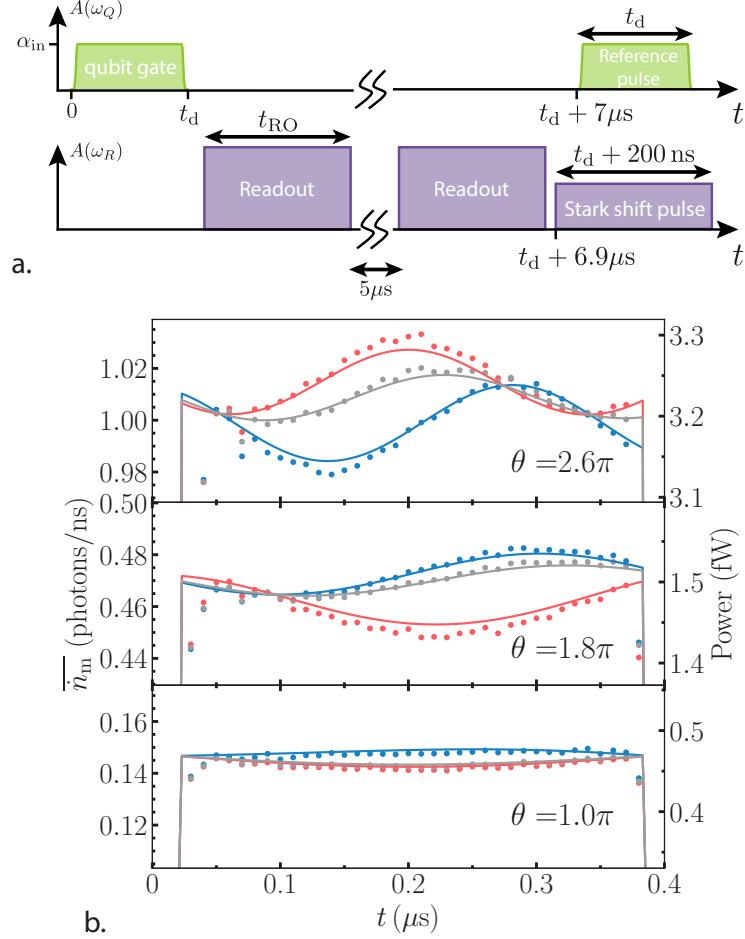 A(ω_Q)
α_in
qubit gate
t_d
Reference
pulse
0
t_d
t_d + 7μs
t
A(ω_R)
t_RO
t_d + 200 ns
Readout
Readout
Stark shift pulse
t_d + 6.9μs
t
a.
5μs
1.02
1.00
0.98
3.3
3.2
3.1
θ =2.6π
0.50
0.48
0.46
0.44
1.5
1.4
θ =1.8π
ṅ_m (photons/ns)
Power (fW)
0.16
0.14
0.12
0.5
0.4
θ =1.0π
0
0.1
0.2
0.3
0.4
t (μs)
b.